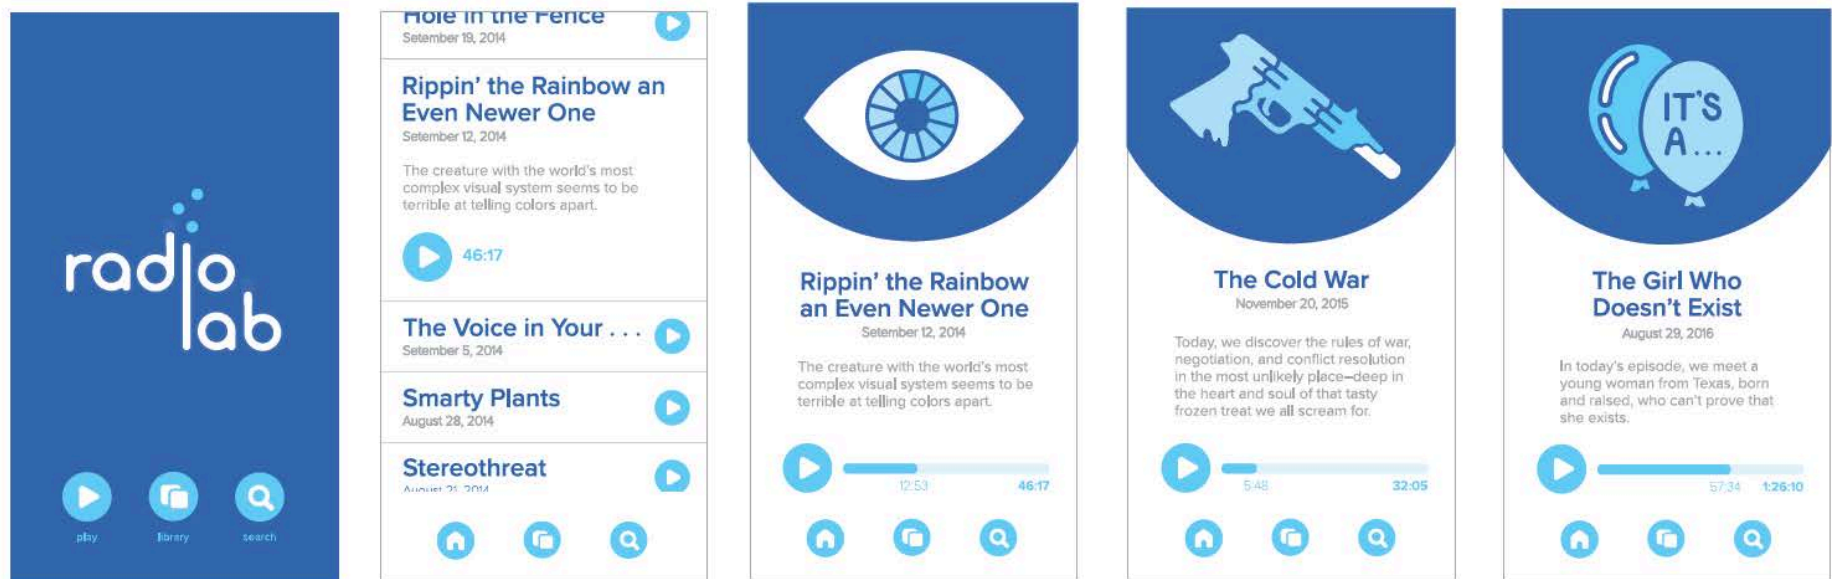 radio
lab
play
library
search
Hole in the Fence
Setember 19, 2014
Rippin' the Rainbow an
Even Newer One
Setember 12, 2014
The creature with the world's most
complex visual system seems to be
terrible at telling colors apart.
46:17
The Voice in Your . . .
Setember 5, 2014
Smarty Plants
August 28, 2014
Stereothreat
August 21, 2014
Rippin' the Rainbow
an Even Newer One
Setember 12, 2014
The creature with the world's most
complex visual system seems to be
terrible at telling colors apart.
12:53
46:17
The Cold War
November 20, 2015
Today, we discover the rules of war,
negotiation, and conflict resolution
in the most unlikely place–deep in
the heart and soul of that tasty
frozen treat we all scream for.
5:48
32:05
IT'S
A...
The Girl Who
Doesn't Exist
August 29, 2016
In today's episode, we meet a
young woman from Texas, born
and raised, who can't prove that
she exists.
57:34
1:26:10